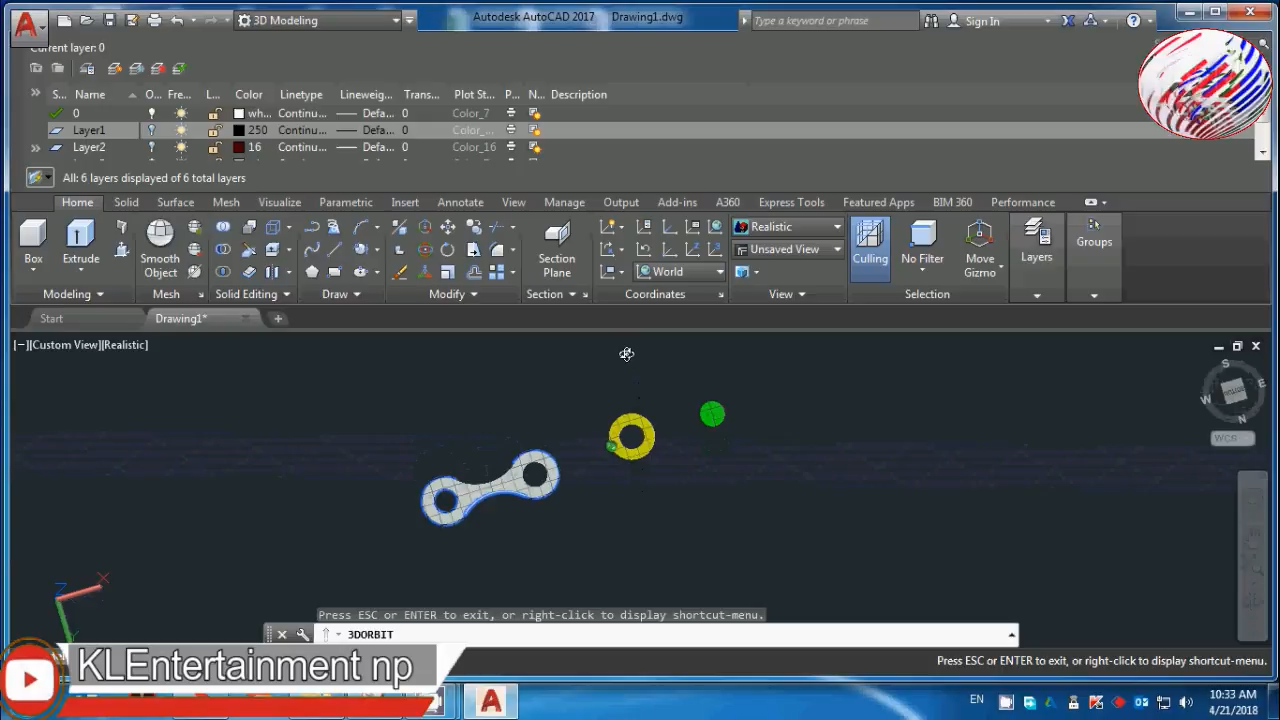 3D Modeling
Autodesk AutoCAD 2017 Drawing1.dwg
Type a keyword or phrase
Sign In
Current layer: 0
S... Name O... Fre... L... Color Linetype Lineweig... Trans... Plot St... P... N... Description
0 wh... Continu... Defa... 0 Color_7
Layer1 250 Continu... Defa... 0 Color_...
Layer2 16 Continu... Defa... 0 Color_16
All: 6 layers displayed of 6 total layers
Home Solid Surface Mesh Visualize Parametric Insert Annotate View Manage Output Add-ins A360 Express Tools Featured Apps BIM 360 Performance
Box
Extrude
Smooth Object
Section Plane
World
Realistic
Unsaved View
Culling
No Filter
Move Gizmo
Layers
Groups
Modeling Mesh Solid Editing Draw Modify Section Coordinates View Selection
Start Drawing1* +
[−][Custom View][Realistic]
S
W E
N
WCS
X
Z
Press ESC or ENTER to exit, or right-click to display shortcut-menu.
3DORBIT
KLEntertainment np
Press ESC or ENTER to exit, or right-click to display shortcut-menu.
EN
10:33 AM
4/21/2018